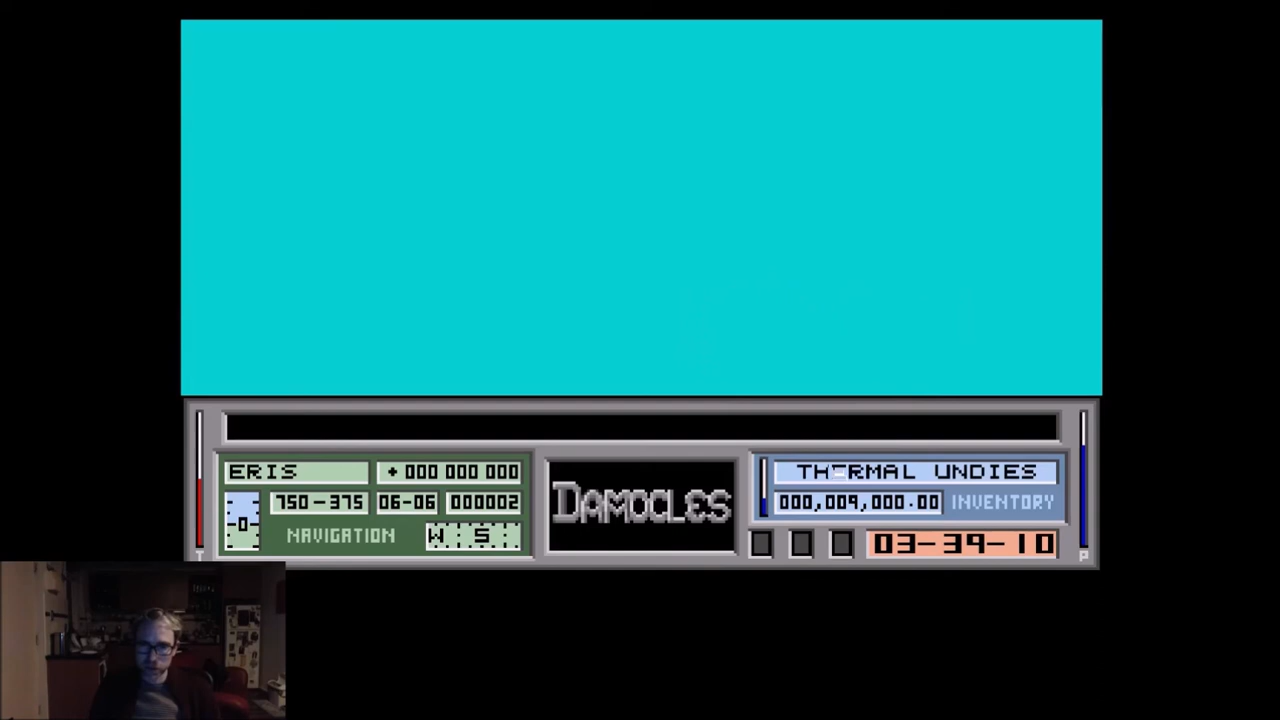 ERIS
+ 000 000 000
THERMAL UNDIES
750-375
06-06
000002
000,009,000.00
INVENTORY
DAMOCLES
0
NAVIGATION
W : S :
03-39-10
T
P